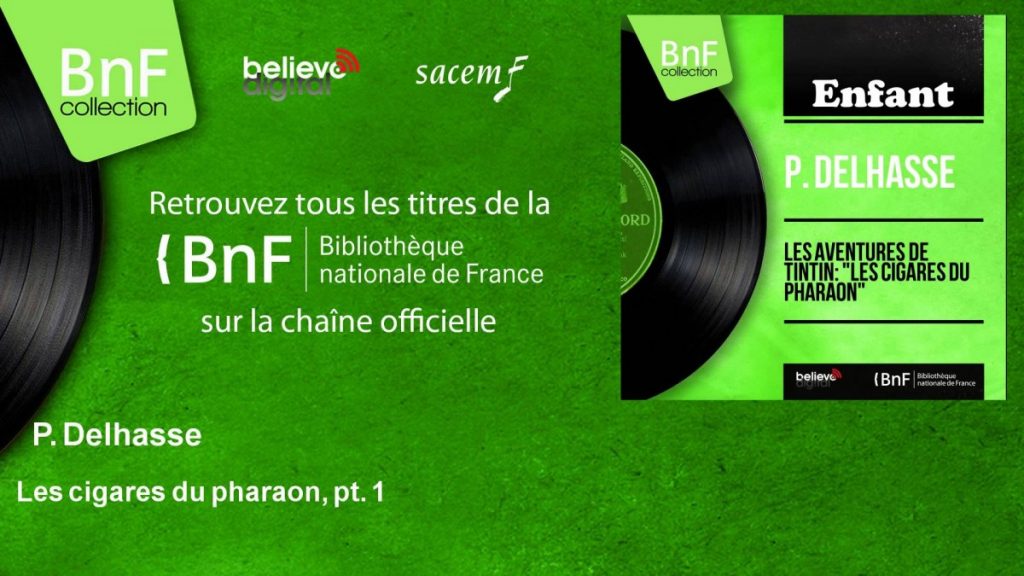 BnF
collection
believe
digital
sacem
Retrouvez tous les titres de la
BnF
Bibliothèque
nationale de France
sur la chaîne officielle
P. Delhasse
Les cigares du pharaon, pt. 1
BnF
collection
Enfant
P. DELHASSE
LES AVENTURES DE
TINTIN: "LES CIGARES DU
PHARAON"
believe
digital
BnF
Bibliothèque
nationale de France